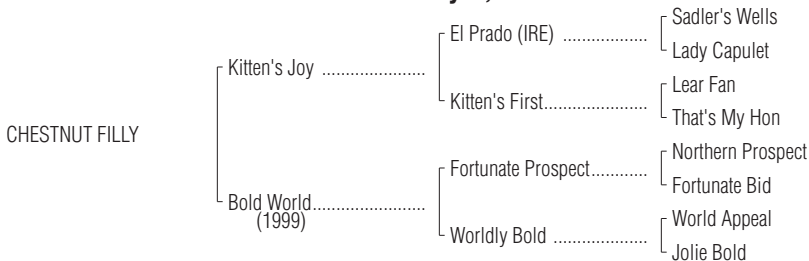 Sadler's Wells
El Prado (IRE) ..................
Lady Capulet
Kitten's Joy ......................
Lear Fan
Kitten's First......................
That's My Hon
CHESTNUT FILLY
Northern Prospect
Fortunate Prospect............
Fortunate Bid
Bold World........................
(1999)
World Appeal
Worldly Bold ....................
Jolie Bold